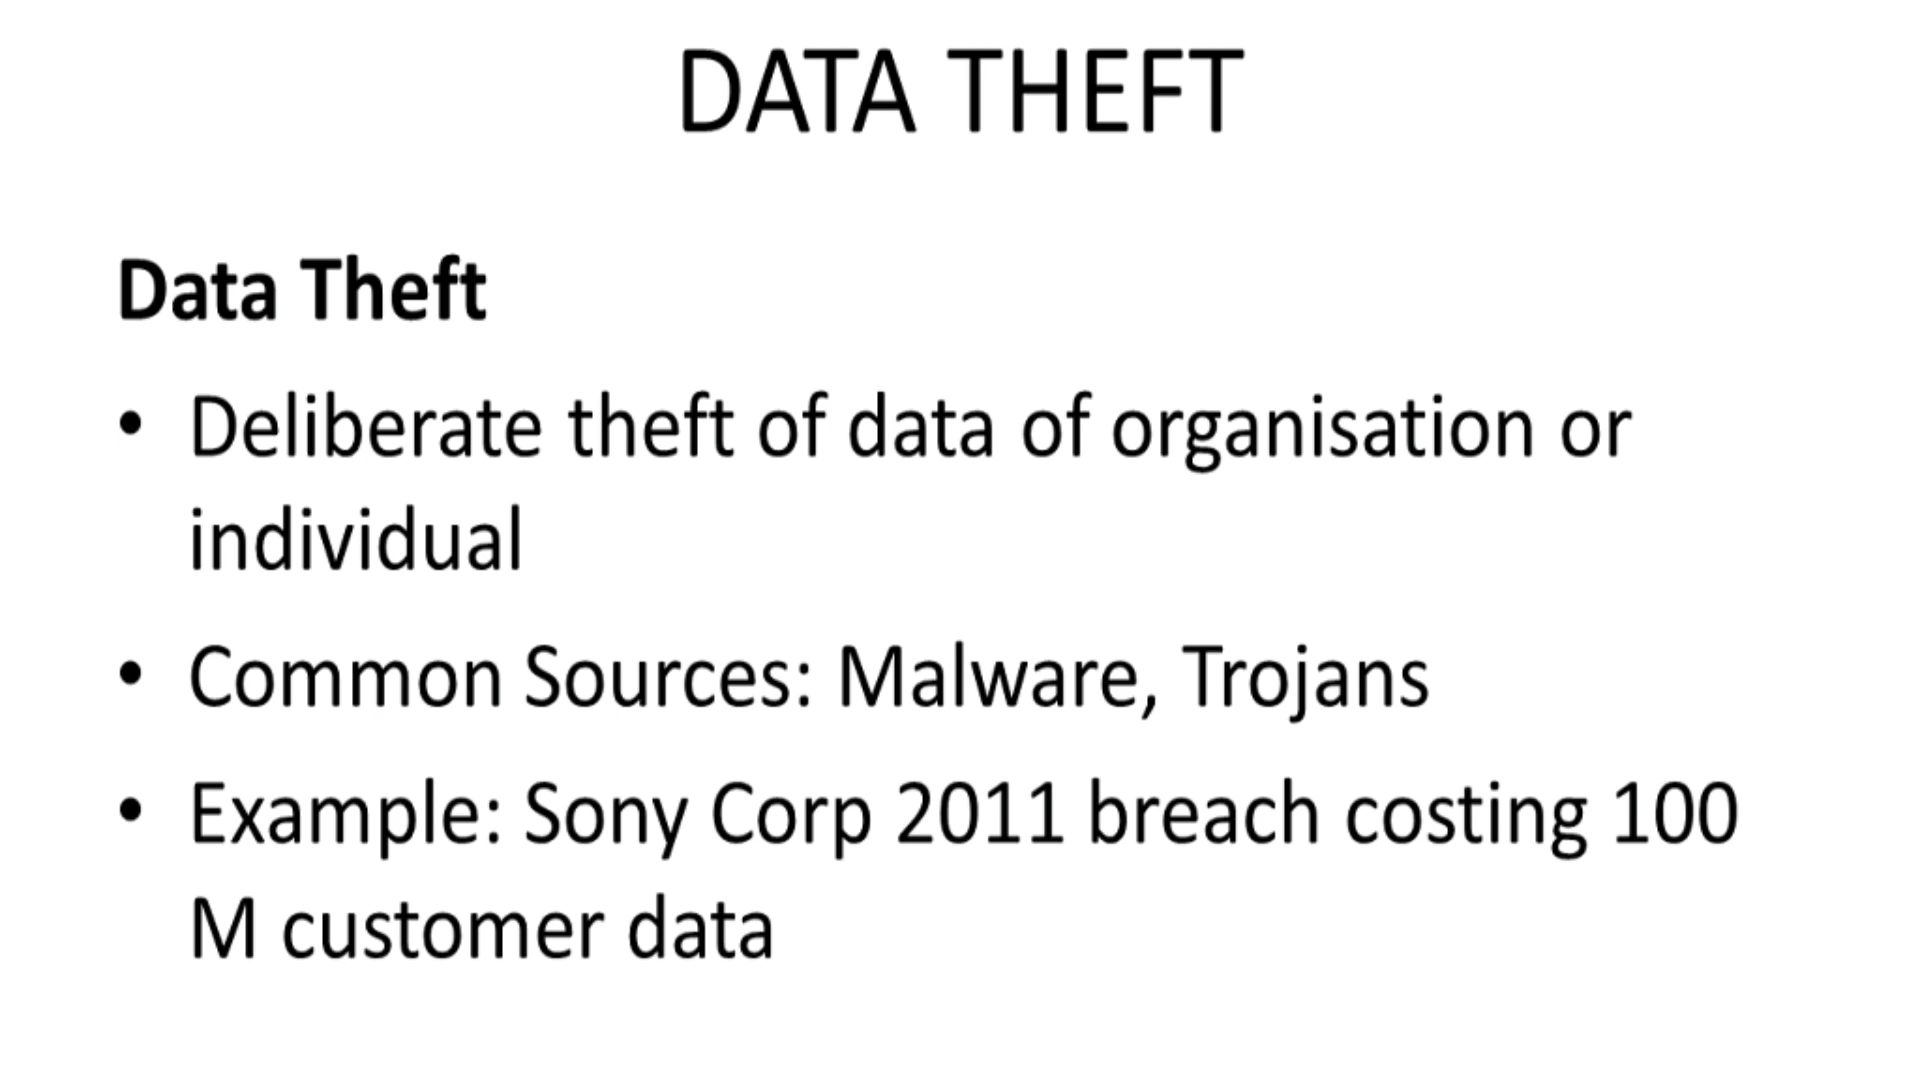 DATA THEFT
Data Theft
• Deliberate theft of data of organisation or
individual
• Common Sources: Malware, Trojans
• Example: Sony Corp 2011 breach costing 100
M customer data